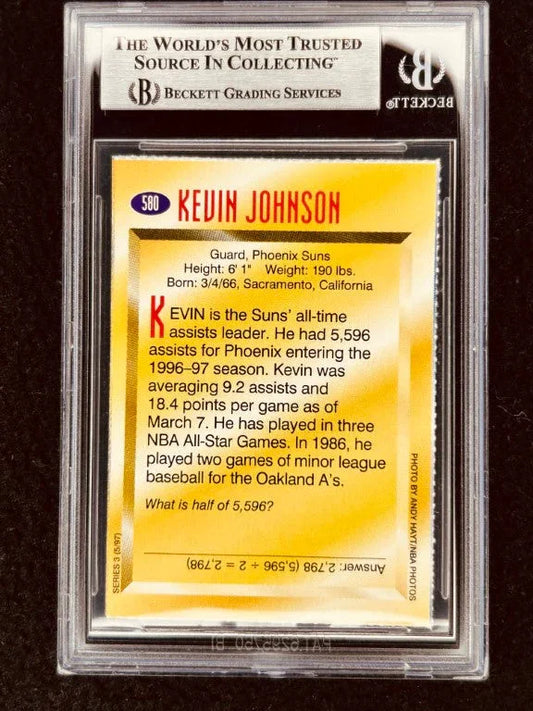 THE WORLD'S MOST TRUSTED
SOURCE IN COLLECTING™
B BECKETT GRADING SERVICES
B
BECKETT™
580 KEVIN JOHNSON
Guard, Phoenix Suns
Height: 6' 1" Weight: 190 lbs.
Born: 3/4/66, Sacramento, California
KEVIN is the Suns' all-time
assists leader. He had 5,596
assists for Phoenix entering the
1996–97 season. Kevin was
averaging 9.2 assists and
18.4 points per game as of
March 7. He has played in three
NBA All-Star Games. In 1986, he
played two games of minor league
baseball for the Oakland A's.
What is half of 5,596?
Answer: 2,798 (5,596 ÷ 2 = 2,798)
SERIES 3 (5/97)
PHOTO BY ANDY HAYT/NBA PHOTOS